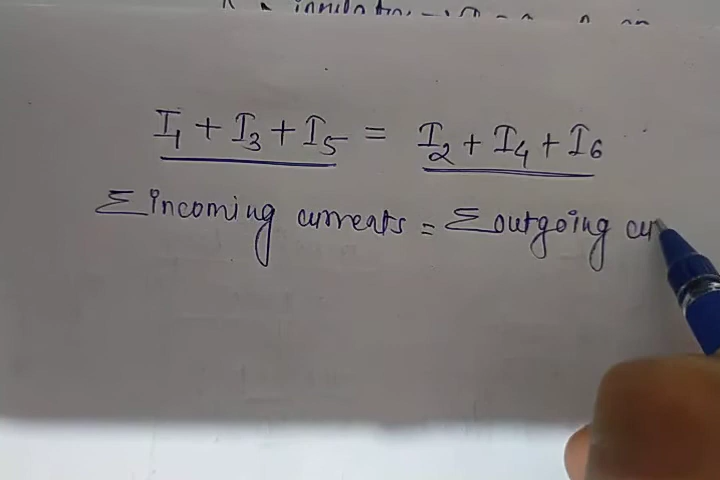 I₁ + I₃ + I₅ = I₂ + I₄ + I₆
Σ incoming currents = Σ outgoing cu